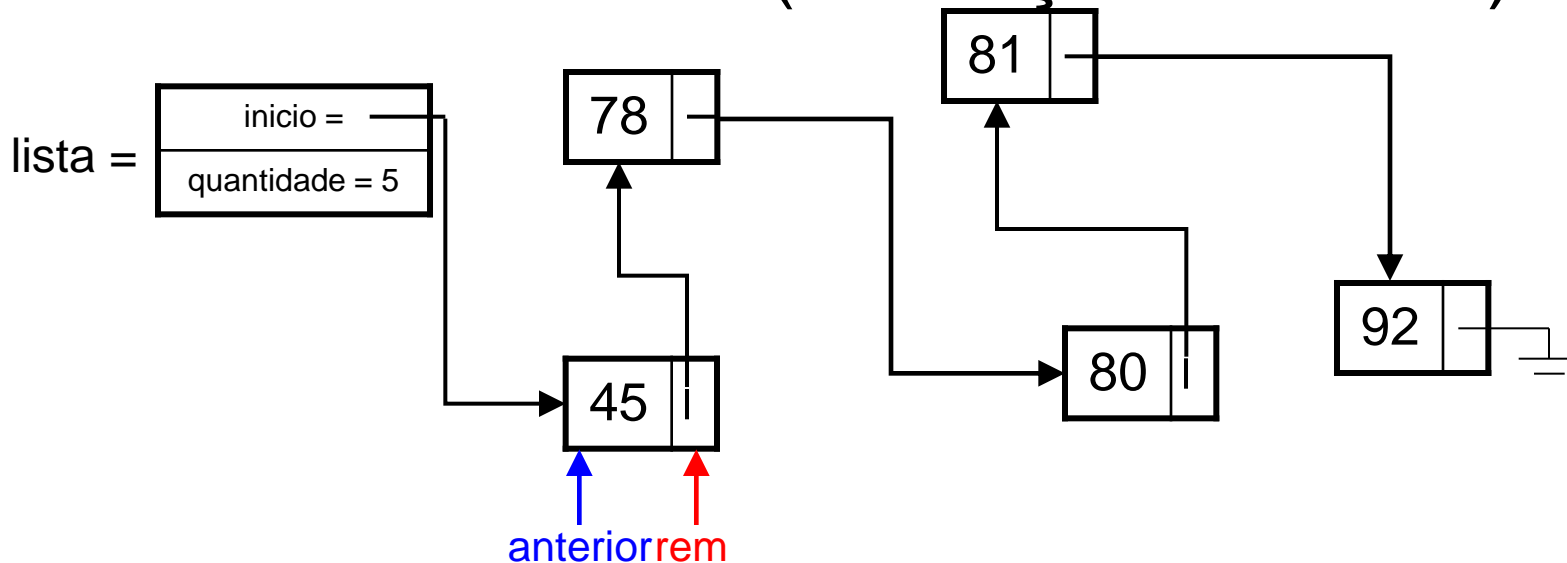 81
78
inicio =
lista =
quantidade = 5
92
80
45
anterior rem